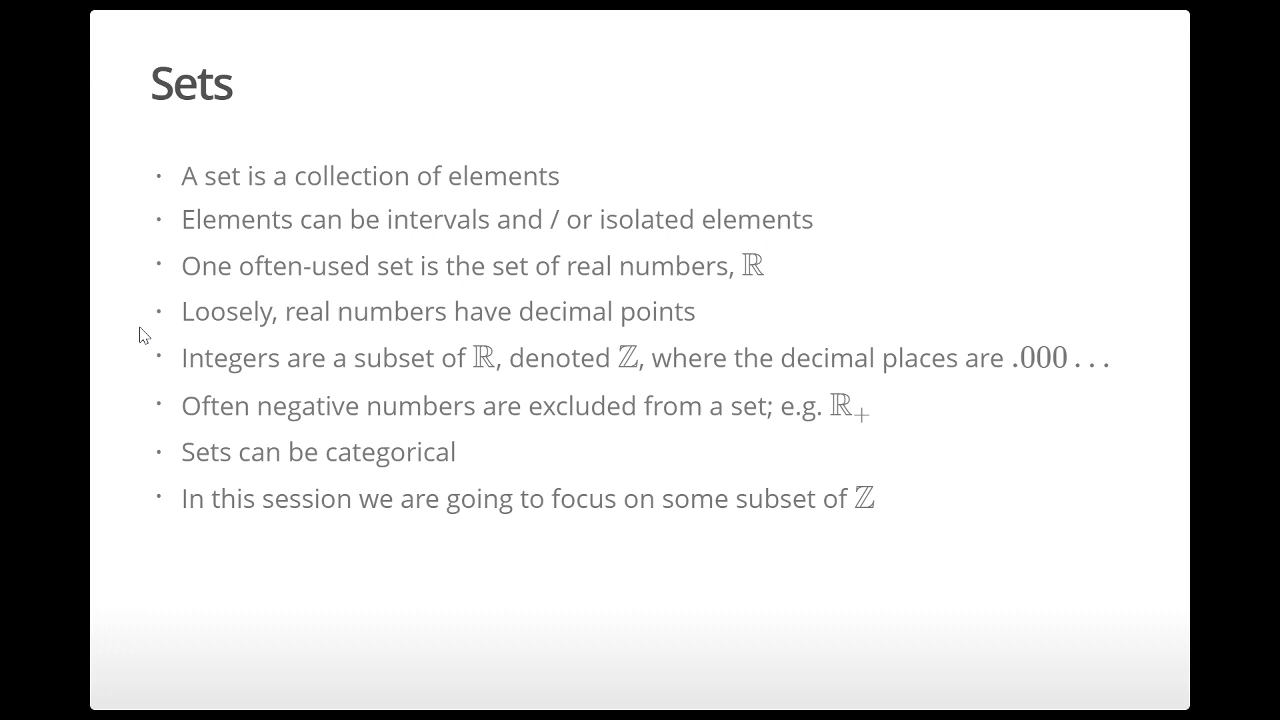 Sets
· A set is a collection of elements
· Elements can be intervals and / or isolated elements
· One often-used set is the set of real numbers, ℝ
· Loosely, real numbers have decimal points
· Integers are a subset of ℝ, denoted ℤ, where the decimal places are .000…
· Often negative numbers are excluded from a set; e.g. ℝ₊
· Sets can be categorical
· In this session we are going to focus on some subset of ℤ